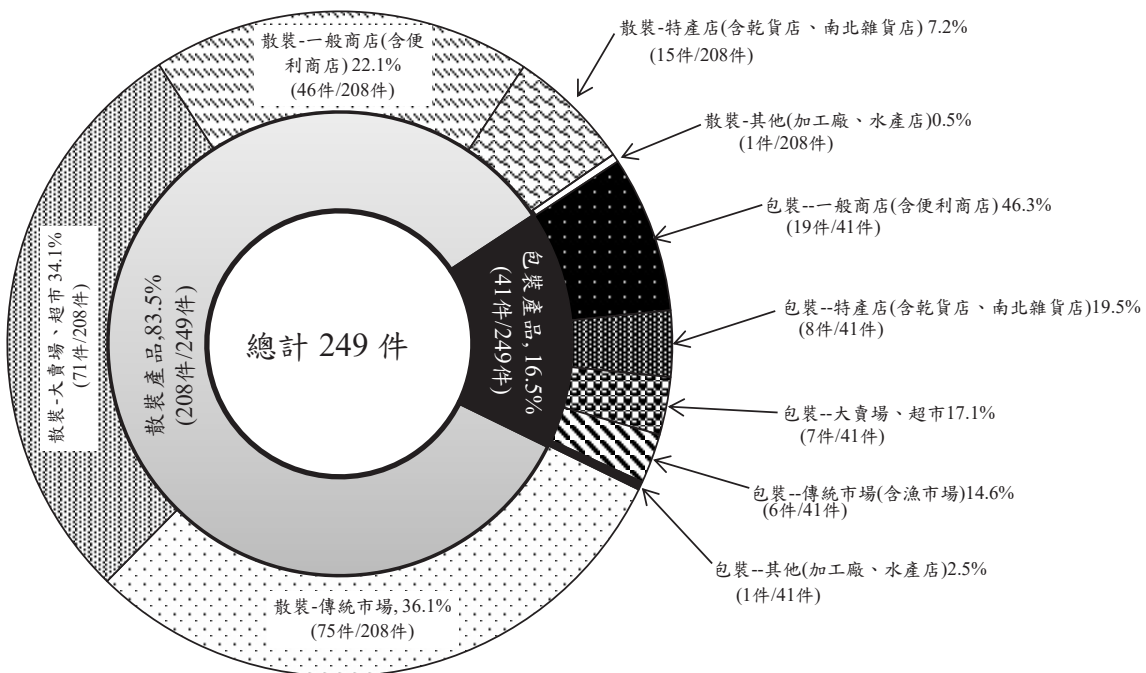 散裝-一般商店(含便
利商店) 22.1%
(46件/208件)
散裝-特產店(含乾貨店、南北雜貨店) 7.2%
(15件/208件)
散裝-其他(加工廠、水產店)0.5%
(1件/208件)
包裝--一般商店(含便利商店) 46.3%
(19件/41件)
包裝--特產店(含乾貨店、南北雜貨店)19.5%
(8件/41件)
包裝--大賣場、超市17.1%
(7件/41件)
包裝--傳統市場(含漁市場)14.6%
(6件/41件)
包裝--其他(加工廠、水產店)2.5%
(1件/41件)
散裝-傳統市場, 36.1%
(75件/208件)
散裝-大賣場、超市 34.1%
(71件/208件)
散裝產品,83.5%
(208件/249件)
總計 249 件
包裝產品, 16.5%
(41件/249件)